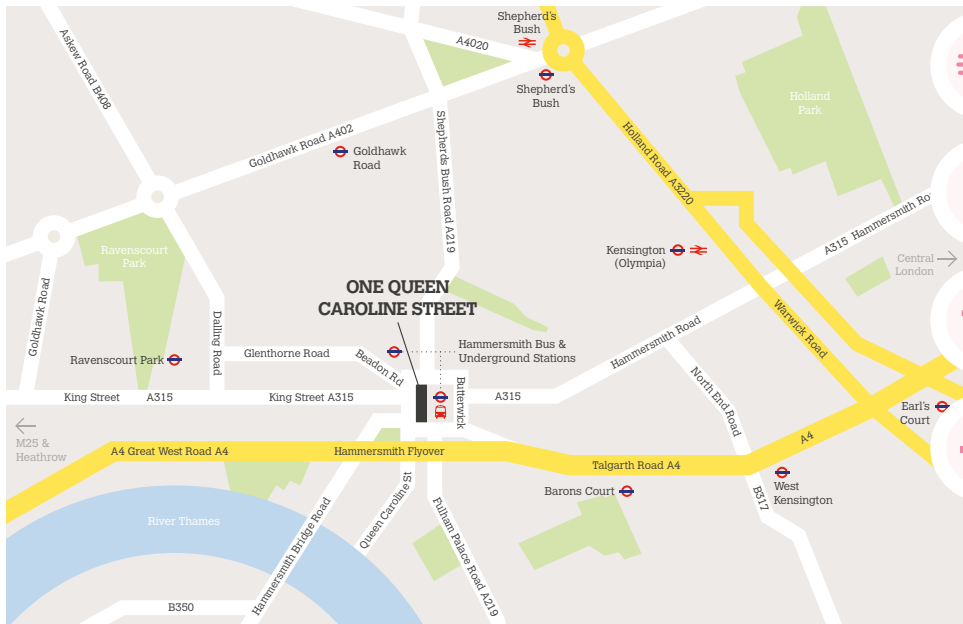 Shepherd's
Bush
A4020
Askew Road B408
Shepherd's
Bush
Holland
Park
Goldhawk Road A402
Goldhawk
Road
Shepherds Bush Road A219
Holland Road A3220
A315 Hammersmith Ro
Ravenscourt
Park
Kensington
(Olympia)
Central
London
Goldhawk Road
ONE QUEEN
CAROLINE STREET
Dalling Road
Warwick Road
Hammersmith Road
Hammersmith Bus &
Underground Stations
Glenthorne Road
Beadon Rd
Ravenscourt Park
Butterwick
North End Road
King Street
A315
King Street A315
A315
Earl's
Court
M25 &
Heathrow
A4 Great West Road A4
Hammersmith Flyover
A4
Talgarth Road A4
Barons Court
West
Kensington
B317
River Thames
Queen Caroline St
Hammersmith Bridge Road
Fulham Palace Road A219
B350